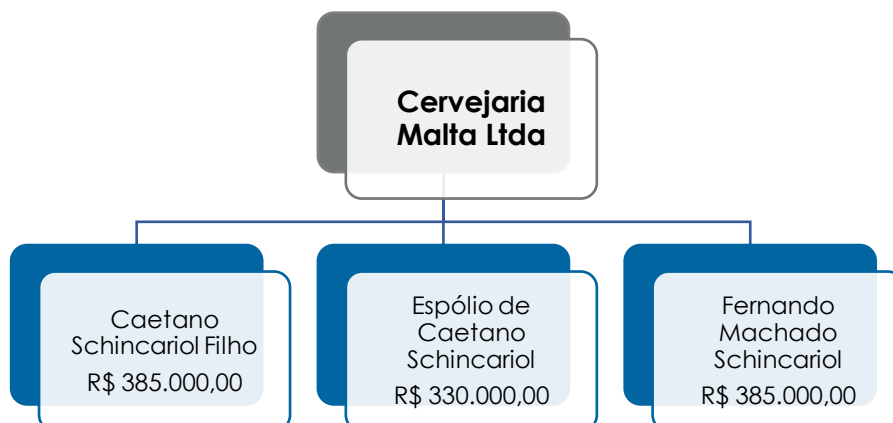 Cervejaria
Malta Ltda
Caetano
Schincariol Filho
R$ 385.000,00
Espólio de
Caetano
Schincariol
R$ 330.000,00
Fernando
Machado
Schincariol
R$ 385.000,00